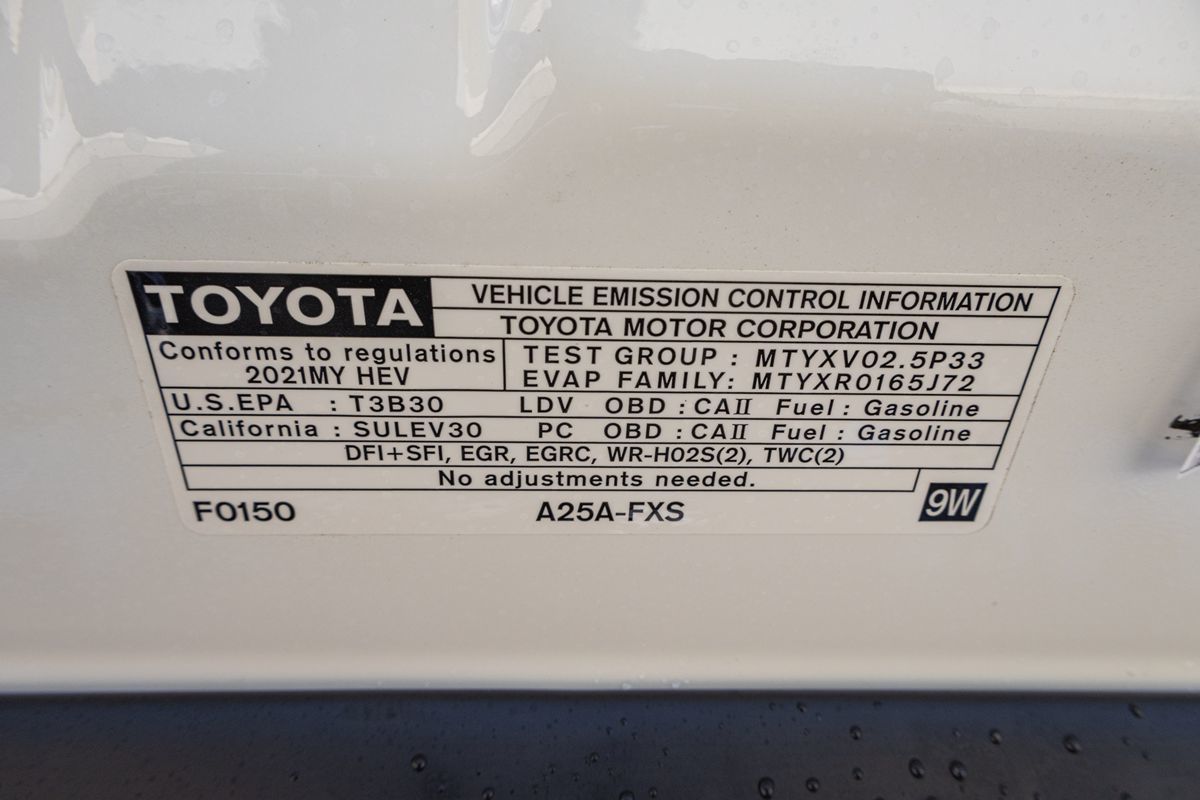 TOYOTA
VEHICLE EMISSION CONTROL INFORMATION
TOYOTA MOTOR CORPORATION
Conforms to regulations
2021MY HEV
TEST GROUP : MTYXV02.5P33
EVAP FAMILY: MTYXR0165J72
U.S.EPA : T3B30 LDV OBD : CAII Fuel : Gasoline
California : SULEV30 PC OBD : CAII Fuel : Gasoline
DFI+SFI, EGR, EGRC, WR-HO2S(2), TWC(2)
No adjustments needed.
F0150 A25A-FXS 9W